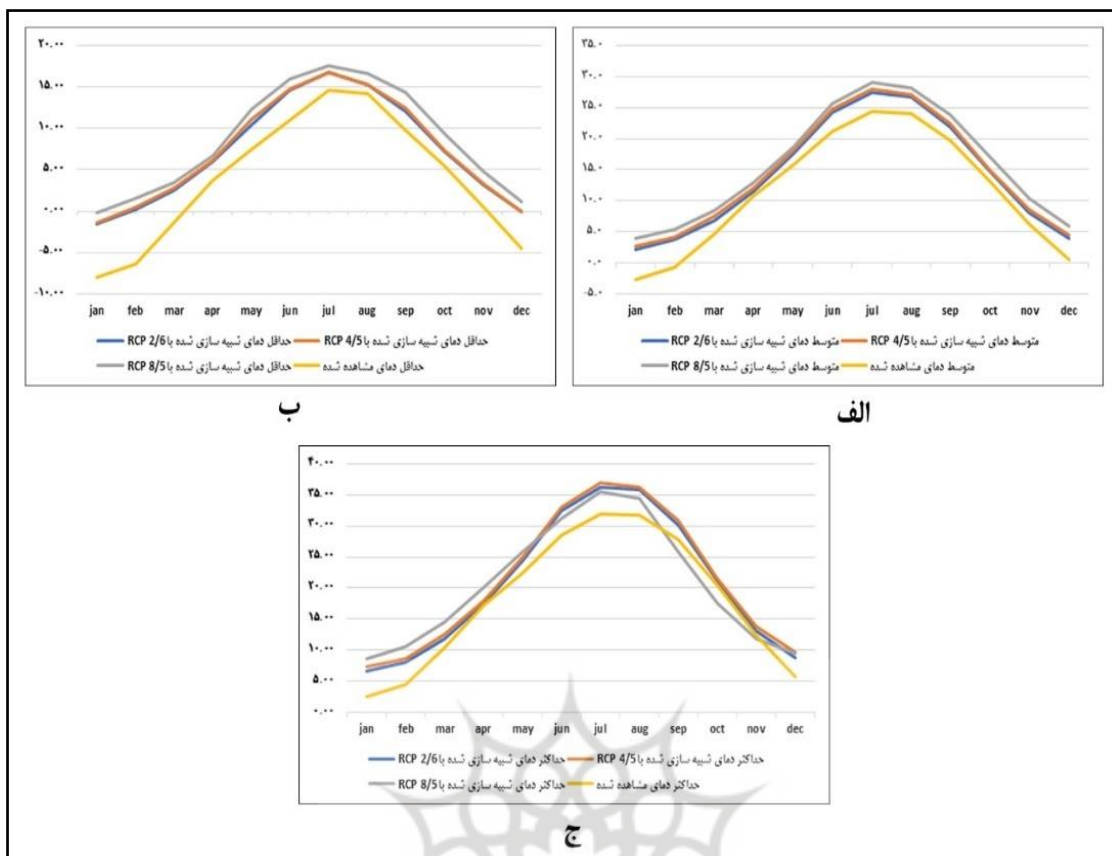 ۳۵.۰
۳۰.۰
۲۵.۰
۲۰.۰
۱۵.۰
۱۰.۰
۵.۰
۰.۰
-۵.۰
jan feb mar apr may jun jul aug sep oct nov dec
متوسط دمای شبیه سازی شده با RCP 2/6 متوسط دمای شبیه سازی شده با RCP 4/5
متوسط دمای شبیه سازی شده با RCP 8/5 متوسط دمای مشاهده شده
الف
۲۰.۰۰
۱۵.۰۰
۱۰.۰۰
۵.۰۰
۰.۰۰
-۵.۰۰
-۱۰.۰۰
jan feb mar apr may jun jul aug sep oct nov dec
حداقل دمای شبیه سازی شده با RCP 2/6 حداقل دمای شبیه سازی شده با RCP 4/5
حداقل دمای شبیه سازی شده با RCP 8/5 حداقل دمای مشاهده شده
ب
۴۰.۰۰
۳۵.۰۰
۳۰.۰۰
۲۵.۰۰
۲۰.۰۰
۱۵.۰۰
۱۰.۰۰
۵.۰۰
۰.۰۰
jan feb mar apr may jun jul aug sep oct nov dec
حداکثر دمای شبیه سازی شده با RCP 2/6 حداکثر دمای شبیه سازی شده با RCP 4/5
حداکثر دمای شبیه سازی شده با RCP 8/5 حداکثر دمای مشاهده شده
ج